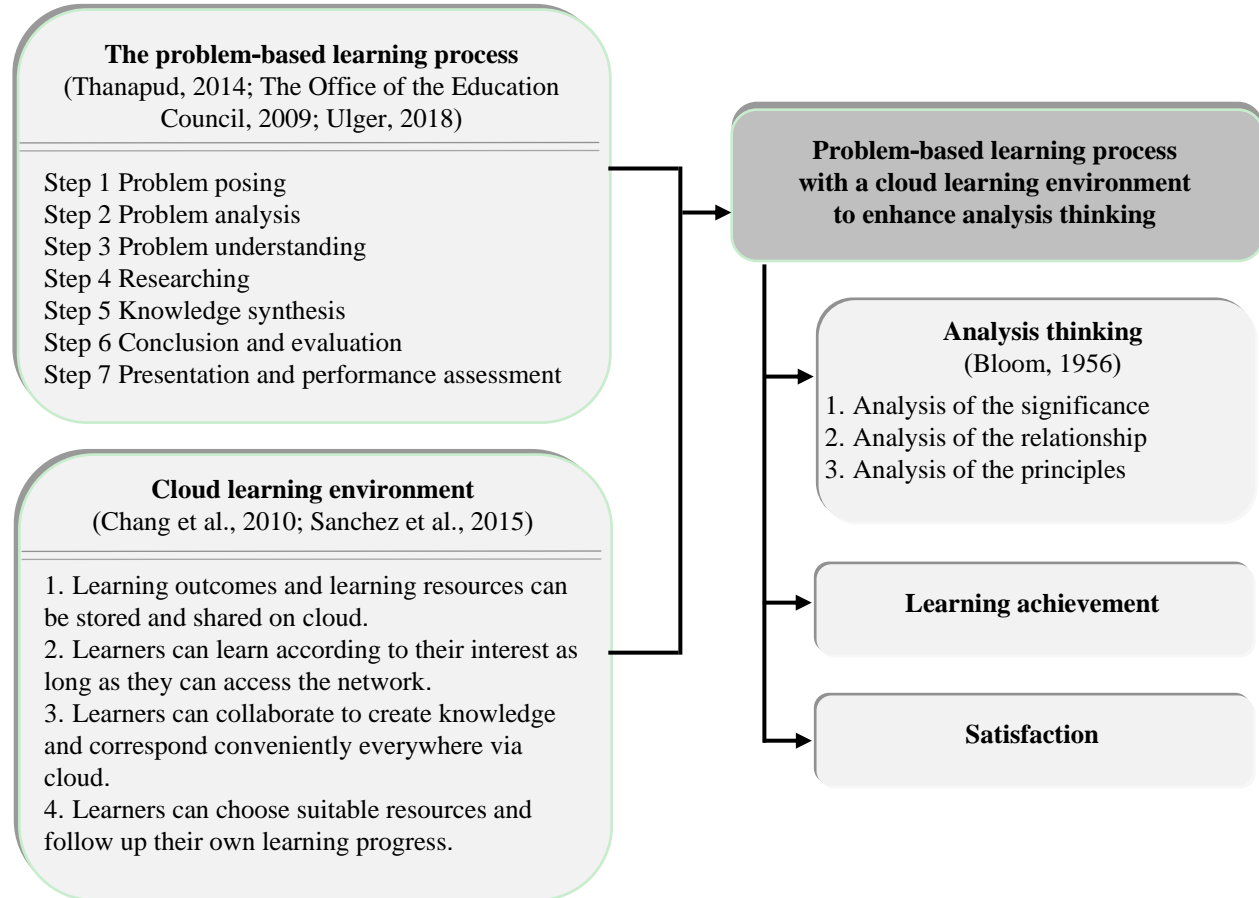 The problem-based learning process
(Thanapud, 2014; The Office of the Education
Council, 2009; Ulger, 2018)
Step 1 Problem posing
Step 2 Problem analysis
Step 3 Problem understanding
Step 4 Researching
Step 5 Knowledge synthesis
Step 6 Conclusion and evaluation
Step 7 Presentation and performance assessment
Cloud learning environment
(Chang et al., 2010; Sanchez et al., 2015)
1. Learning outcomes and learning resources can
be stored and shared on cloud.
2. Learners can learn according to their interest as
long as they can access the network.
3. Learners can collaborate to create knowledge
and correspond conveniently everywhere via
cloud.
4. Learners can choose suitable resources and
follow up their own learning progress.
Problem-based learning process
with a cloud learning environment
to enhance analysis thinking
Analysis thinking
(Bloom, 1956)
1. Analysis of the significance
2. Analysis of the relationship
3. Analysis of the principles
Learning achievement
Satisfaction